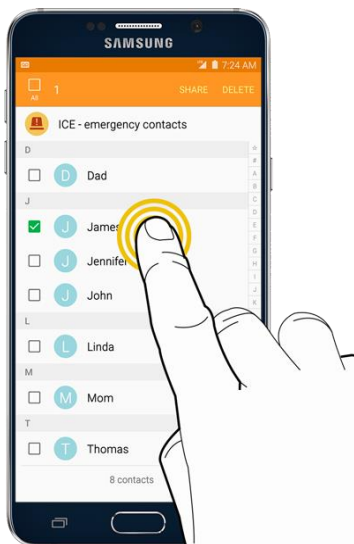 SAMSUNG
7:24 AM
All
1
SHARE
DELETE
ICE - emergency contacts
D
D
Dad
J
J
James
J
Jennifer
J
John
L
L
Linda
M
M
Mom
T
T
Thomas
8 contacts
#
A
B
C
D
E
F
G
H
I
J
K